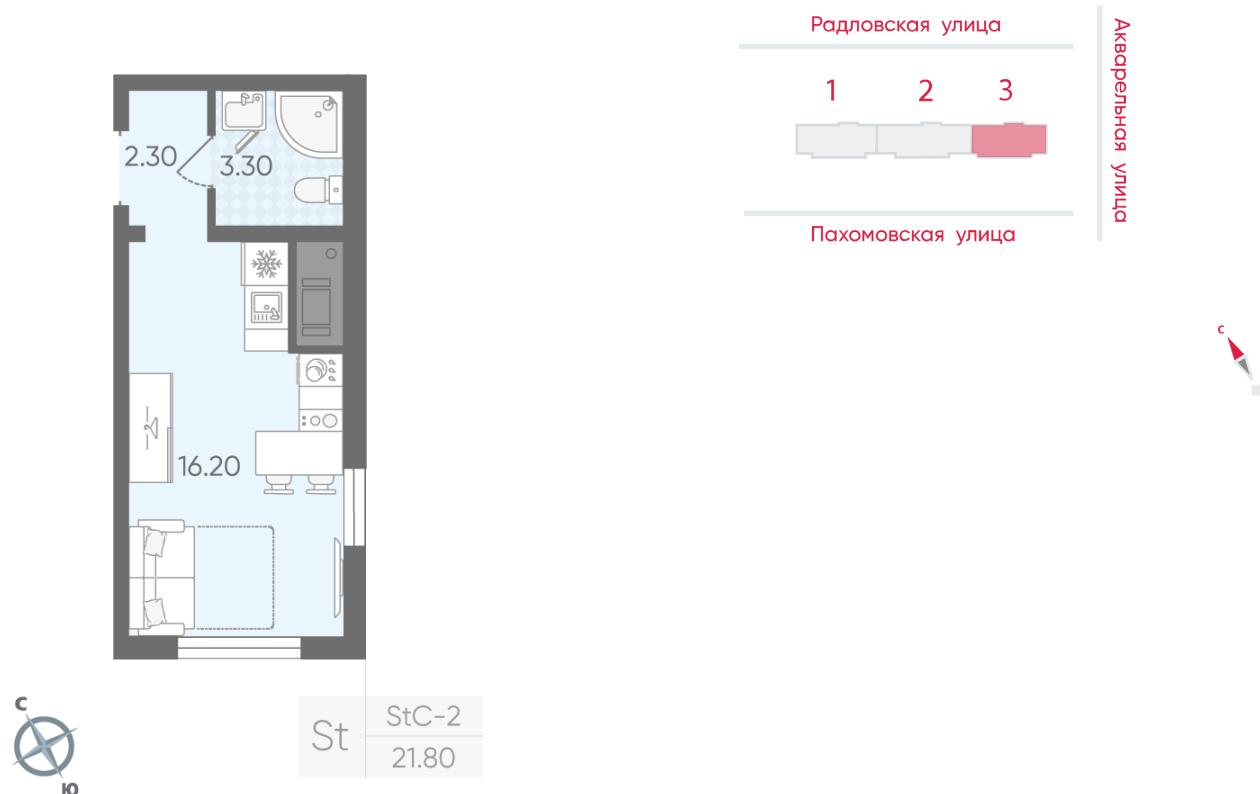 Радловская улица
Акварельная улица
1
2
3
Пахомовская улица
2.30
3.30
с
16.20
С
Ю
St
StC-2
21.80